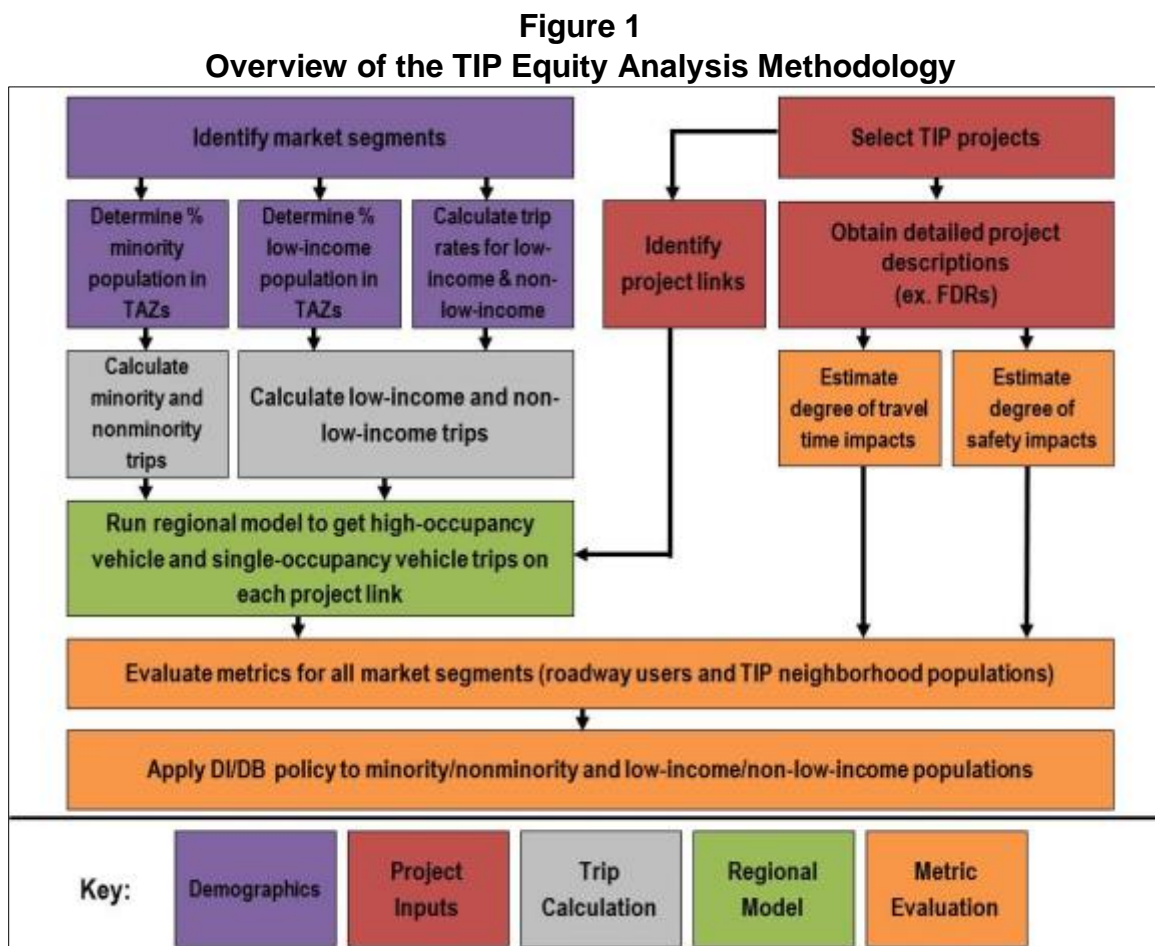 Figure 1
Overview of the TIP Equity Analysis Methodology
Identify market segments
Select TIP projects
Determine %
minority
population in
TAZs
Determine %
low-income
population in
TAZs
Calculate trip
rates for low-
income & non-
low-income
Identify
project links
Obtain detailed project
descriptions
(ex. FDRs)
Calculate
minority and
nonminority
trips
Calculate low-income and non-
low-income trips
Estimate
degree of travel
time impacts
Estimate
degree of
safety impacts
Run regional model to get high-occupancy
vehicle and single-occupancy vehicle trips on
each project link
Evaluate metrics for all market segments (roadway users and TIP neighborhood populations)
Apply DI/DB policy to minority/nonminority and low-income/non-low-income populations
Key:
Demographics
Project
Inputs
Trip
Calculation
Regional
Model
Metric
Evaluation